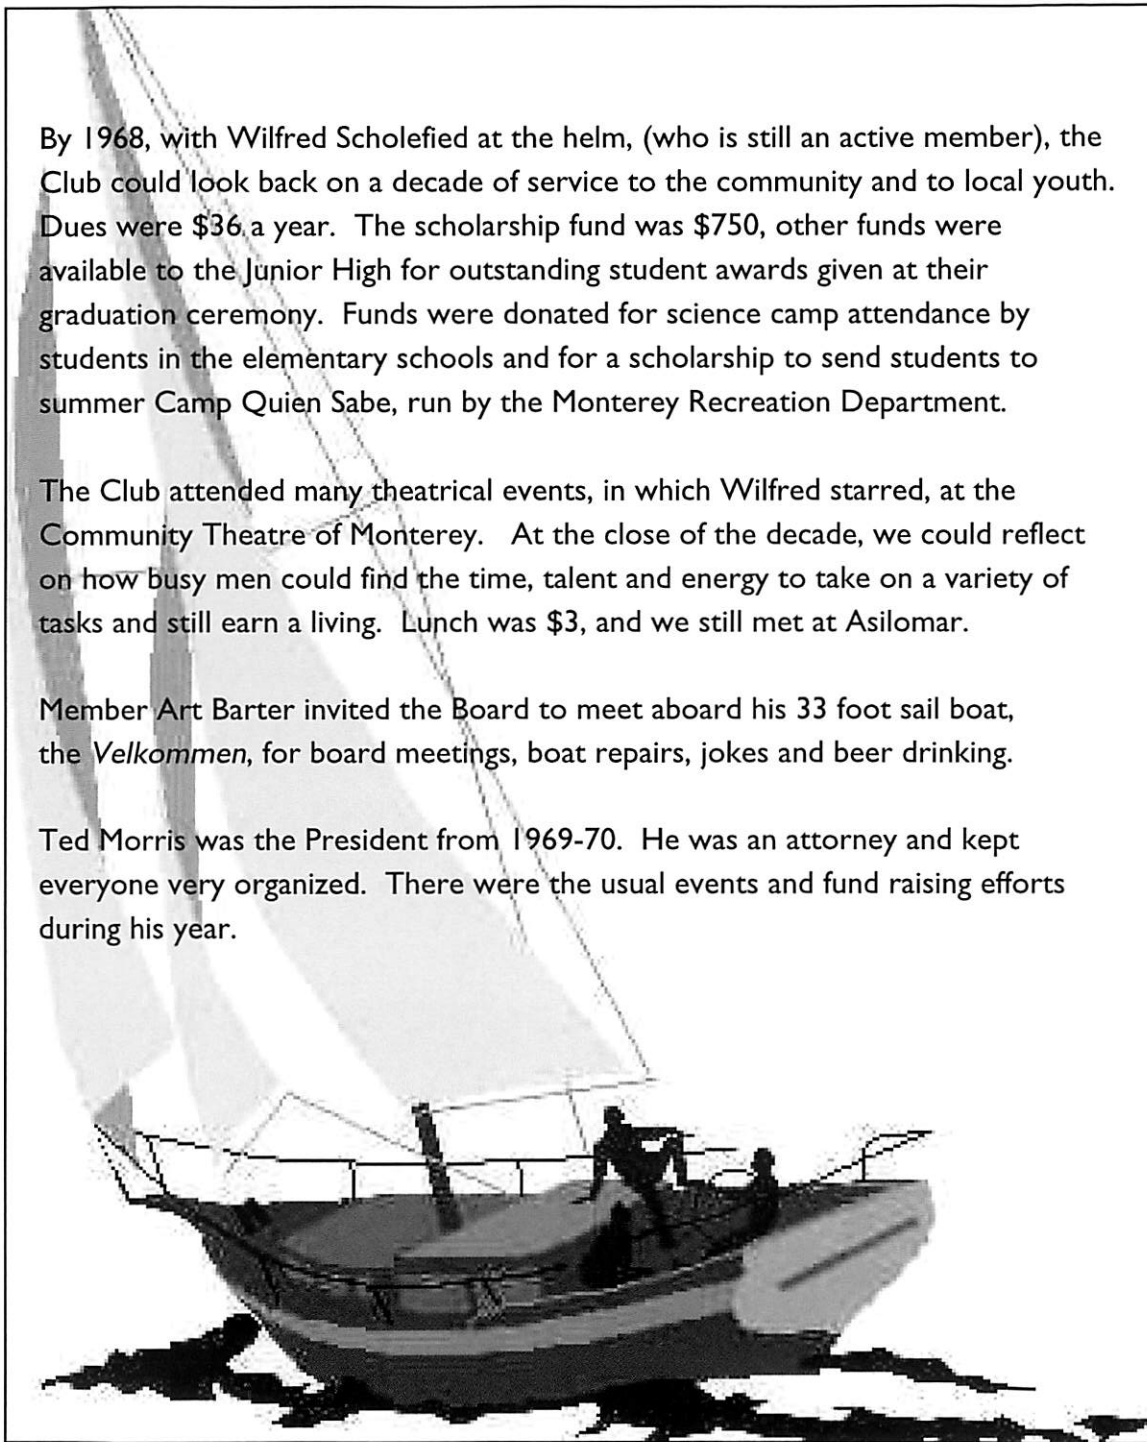 By 1968, with Wilfred Scholefied at the helm, (who is still an active member), the
Club could look back on a decade of service to the community and to local youth.
Dues were $36 a year. The scholarship fund was $750, other funds were
available to the Junior High for outstanding student awards given at their
graduation ceremony. Funds were donated for science camp attendance by
students in the elementary schools and for a scholarship to send students to
summer Camp Quien Sabe, run by the Monterey Recreation Department.

The Club attended many theatrical events, in which Wilfred starred, at the
Community Theatre of Monterey. At the close of the decade, we could reflect
on how busy men could find the time, talent and energy to take on a variety of
tasks and still earn a living. Lunch was $3, and we still met at Asilomar.

Member Art Barter invited the Board to meet aboard his 33 foot sail boat,
the Velkommen, for board meetings, boat repairs, jokes and beer drinking.

Ted Morris was the President from 1969-70. He was an attorney and kept
everyone very organized. There were the usual events and fund raising efforts
during his year.